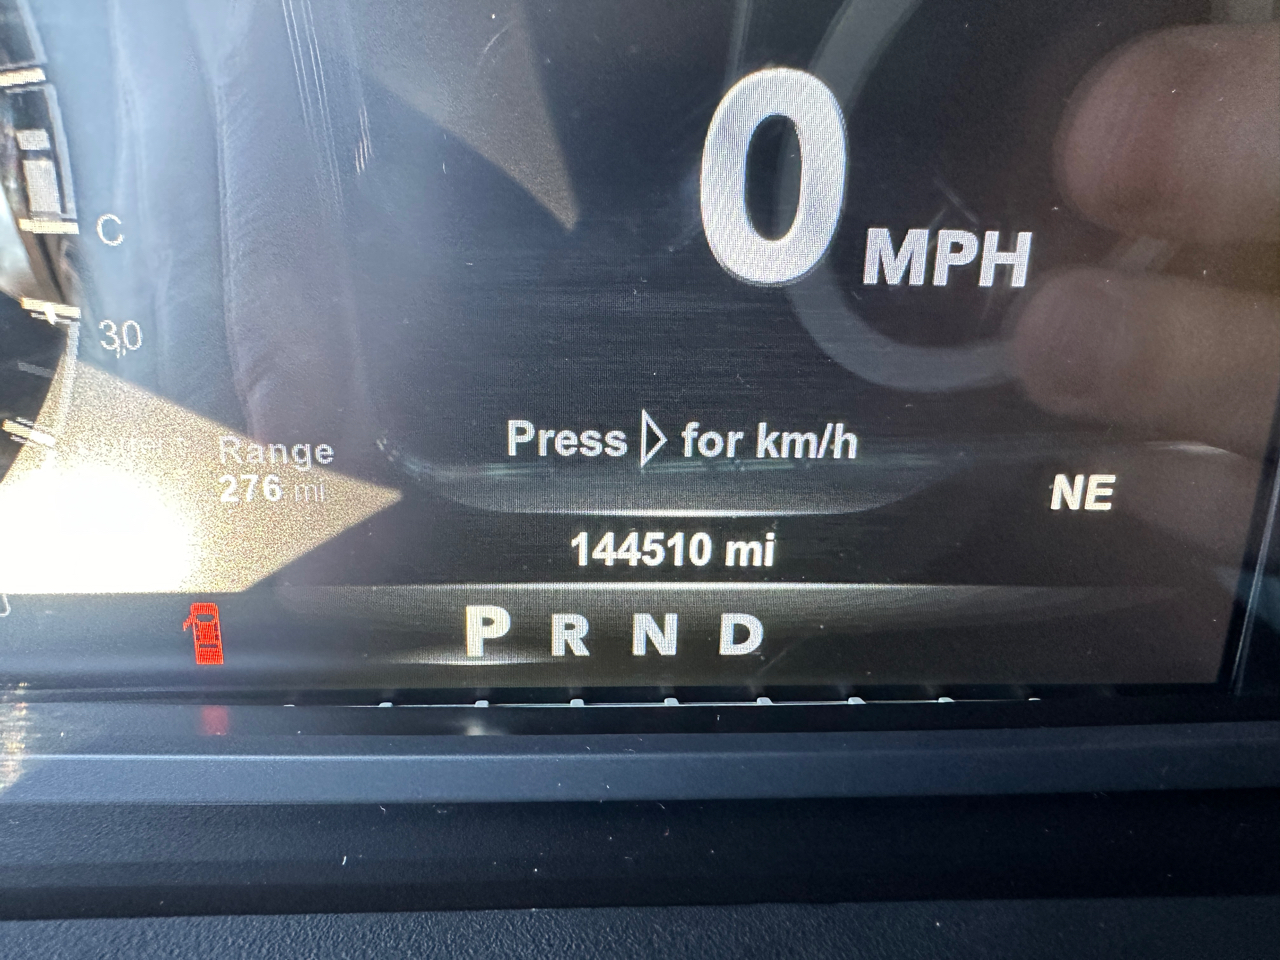 0 MPH
C
30
Range
276 mi
Press ▷ for km/h
NE
144510 mi
P R N D